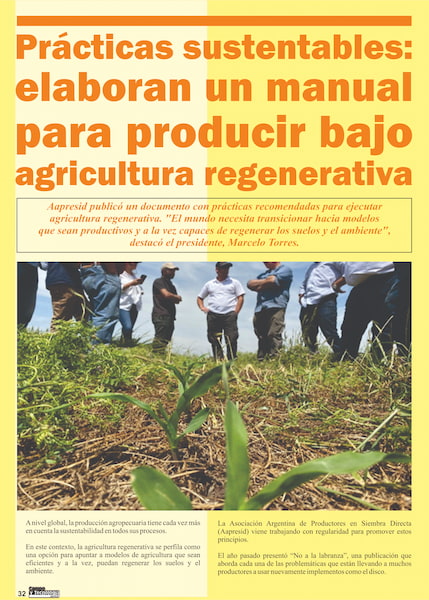 Prácticas sustentables:
elaboran un manual
para producir bajo
agricultura regenerativa
Aapresid publicó un documento con prácticas recomendadas para ejecutar
agricultura regenerativa. "El mundo necesita transicionar hacia modelos
que sean productivos y a la vez capaces de regenerar los suelos y el ambiente",
destacó el presidente, Marcelo Torres.
A nivel global, la producción agropecuaria tiene cada vez más
en cuenta la sustentabilidad en todos sus procesos.
En este contexto, la agricultura regenerativa se perfila como
una opción para apuntar a modelos de agricultura que sean
eficientes y a la vez, puedan regenerar los suelos y el
ambiente.
La Asociación Argentina de Productores en Siembra Directa
(Aapresid) viene trabajando con regularidad para promover estos
principios.
El año pasado presentó "No a la labranza", una publicación que
aborda cada una de las problemáticas que están llevando a muchos
productores a usar nuevamente implementos como el disco.
32